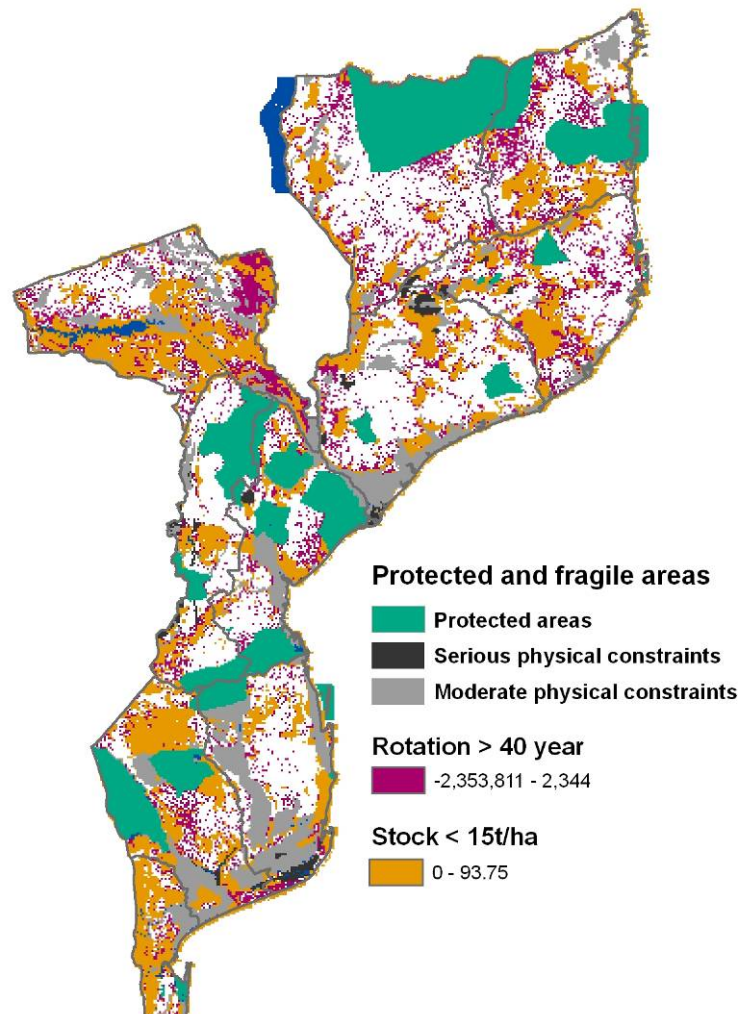 Protected and fragile areas
Protected areas
Serious physical constraints
Moderate physical constraints
Rotation > 40 year
-2,353,811 - 2,344
Stock < 15t/ha
0 - 93.75